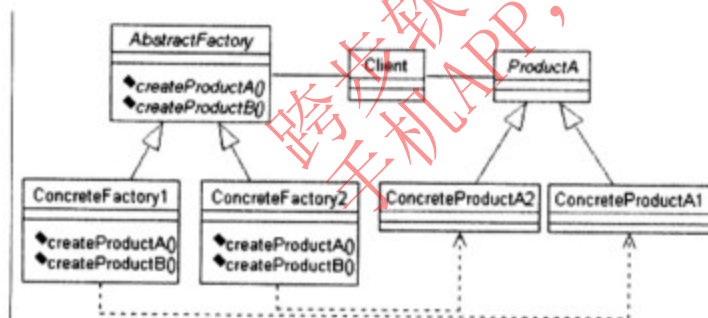 AbstractFactory
createProductA()
createProductB()
Client
ProductA
ConcreteFactory1
createProductA()
createProductB()
ConcreteFactory2
createProductA()
createProductB()
ConcreteProductA2
ConcreteProductA1
跨步软
手机APP,